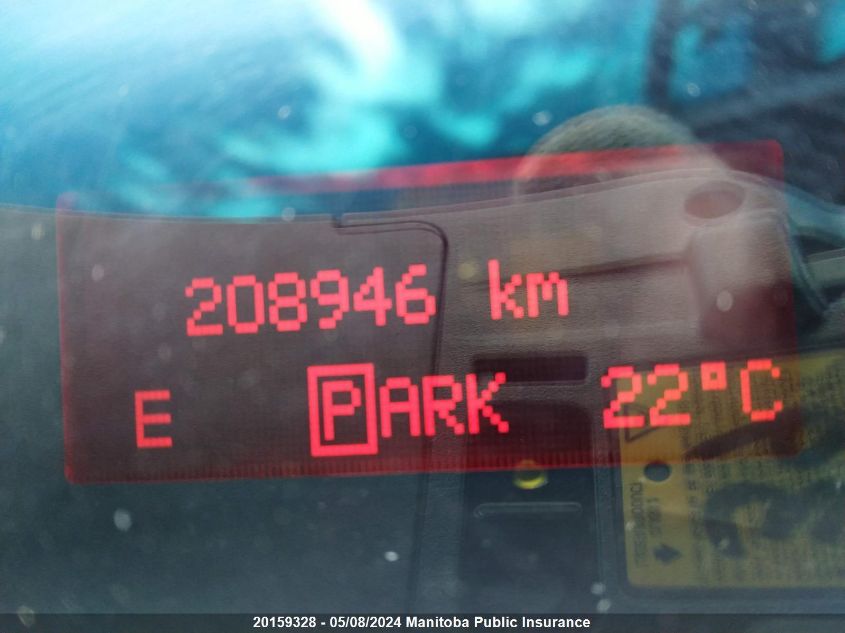 208946 km
E PARK 22°C
20159328 - 05/08/2024 Manitoba Public Insurance